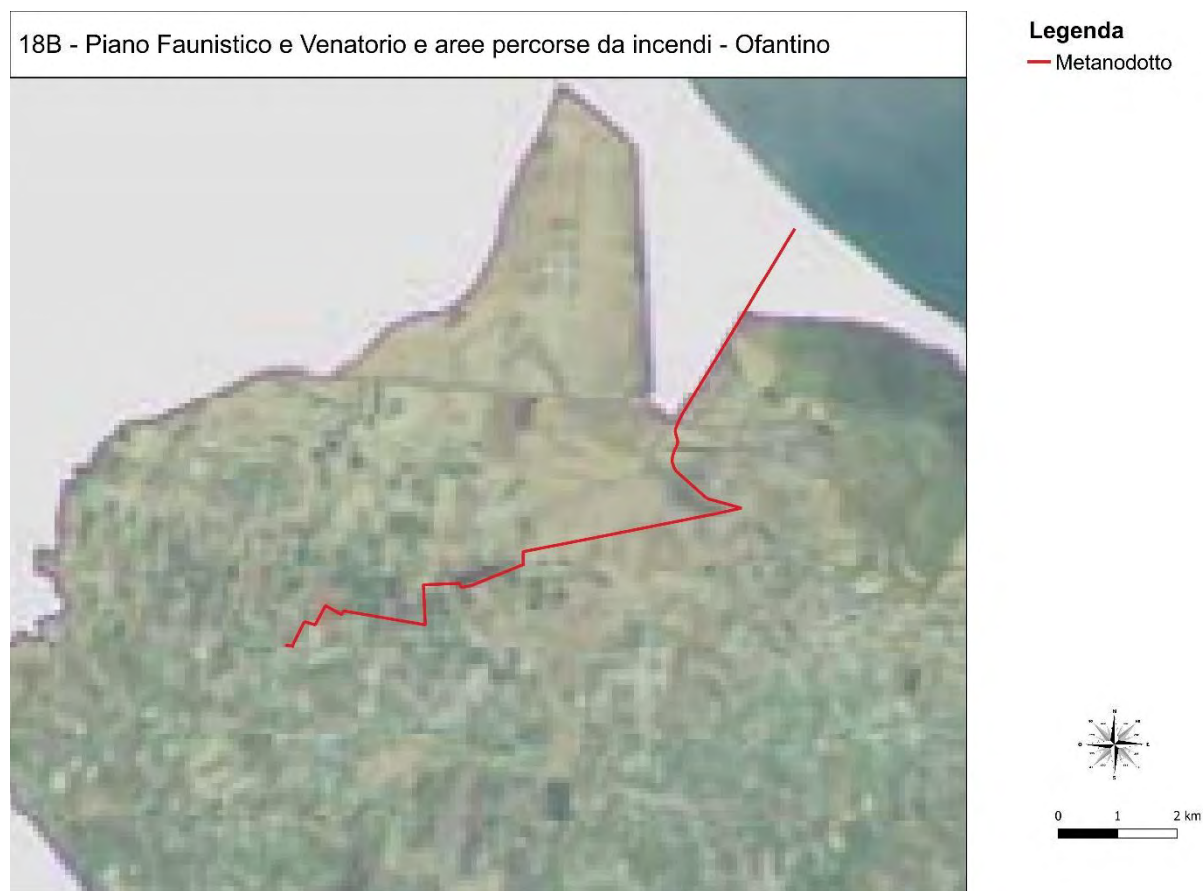 18B - Piano Faunistico e Venatorio e aree percorse da incendi - Ofantino
Legenda
Metanodotto
N
O
E
S
0 1 2 km